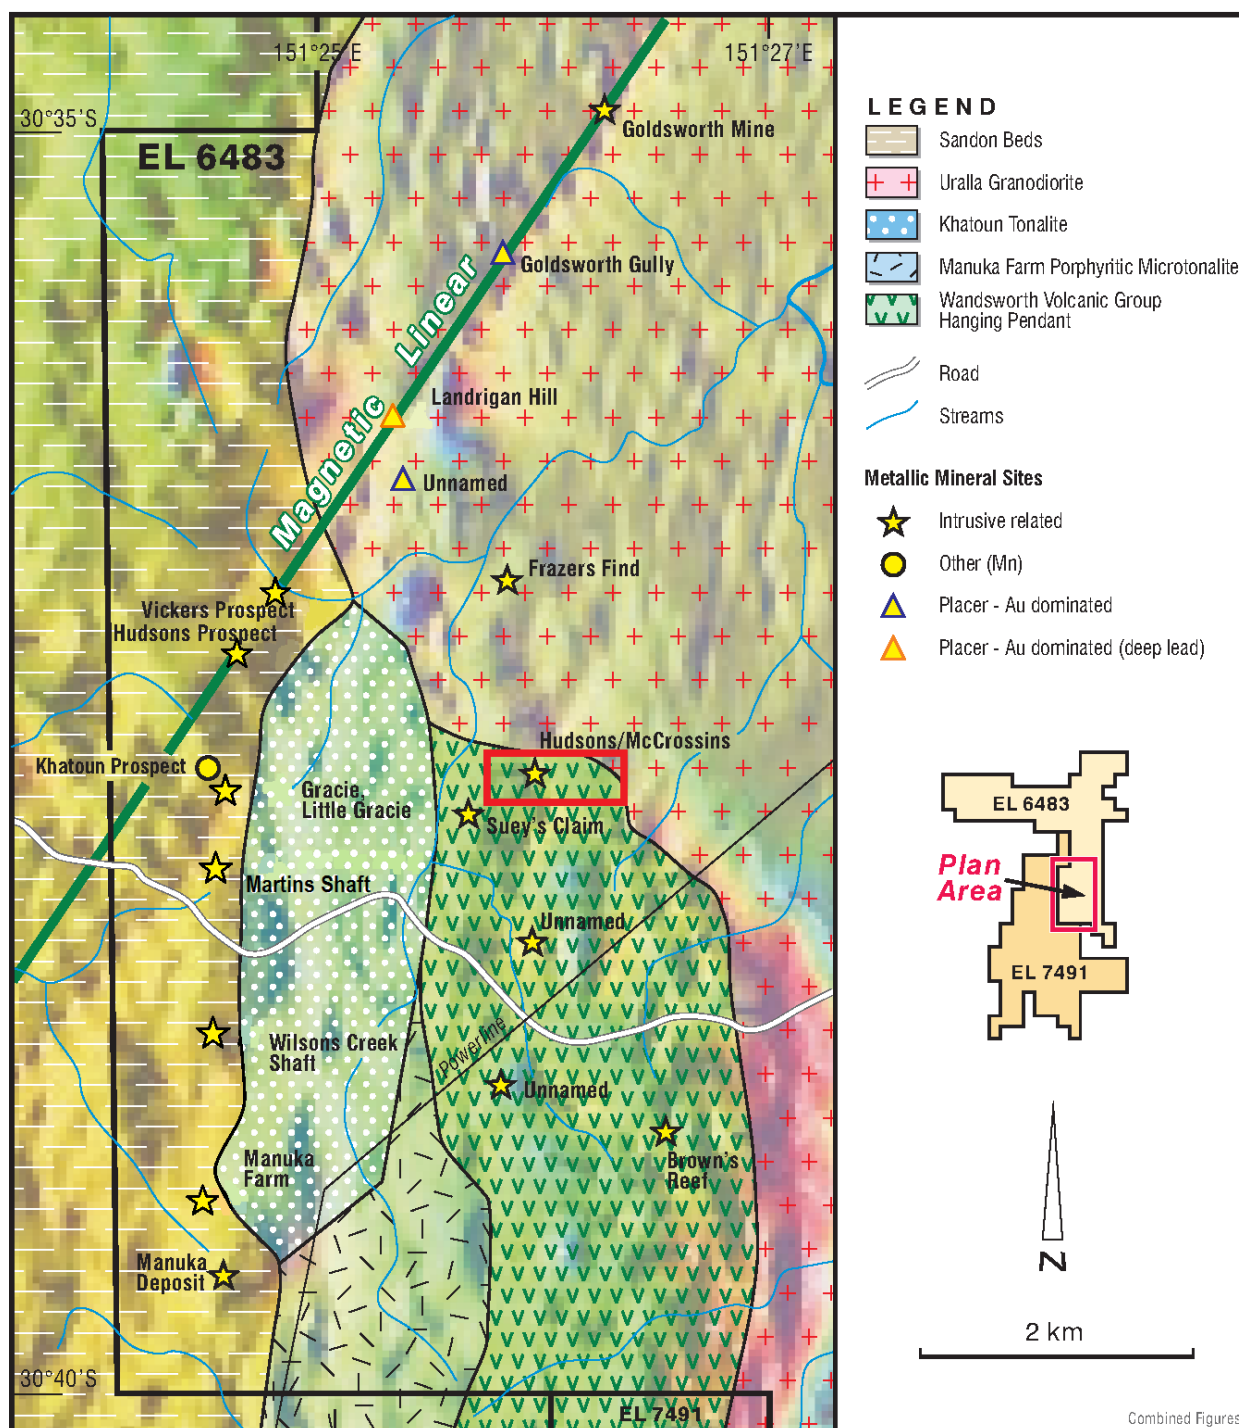 151°25'E
151°27'E
30°35'S
EL 6483
Goldsworth Mine
Goldsworth Gully
Magnetic Linear
Landrigan Hill
Unnamed
Frazers Find
Vickers Prospect
Hudsons Prospect
Hudsons/McCrossins
Khatoun Prospect
Gracie,
Little Gracie
Suey's Claim
Martins Shaft
Unnamed
Powerline
Wilsons Creek
Shaft
Unnamed
Manuka
Farm
Brown's
Reef
Manuka
Deposit
30°40'S
EL 7491
LEGEND
Sandon Beds
Uralla Granodiorite
Khatoun Tonalite
Manuka Farm Porphyritic Microtonalite
Wandsworth Volcanic Group
Hanging Pendant
Road
Streams
Metallic Mineral Sites
Intrusive related
Other (Mn)
Placer - Au dominated
Placer - Au dominated (deep lead)
EL 6483
Plan
Area
EL 7491
N
2 km
Combined Figures